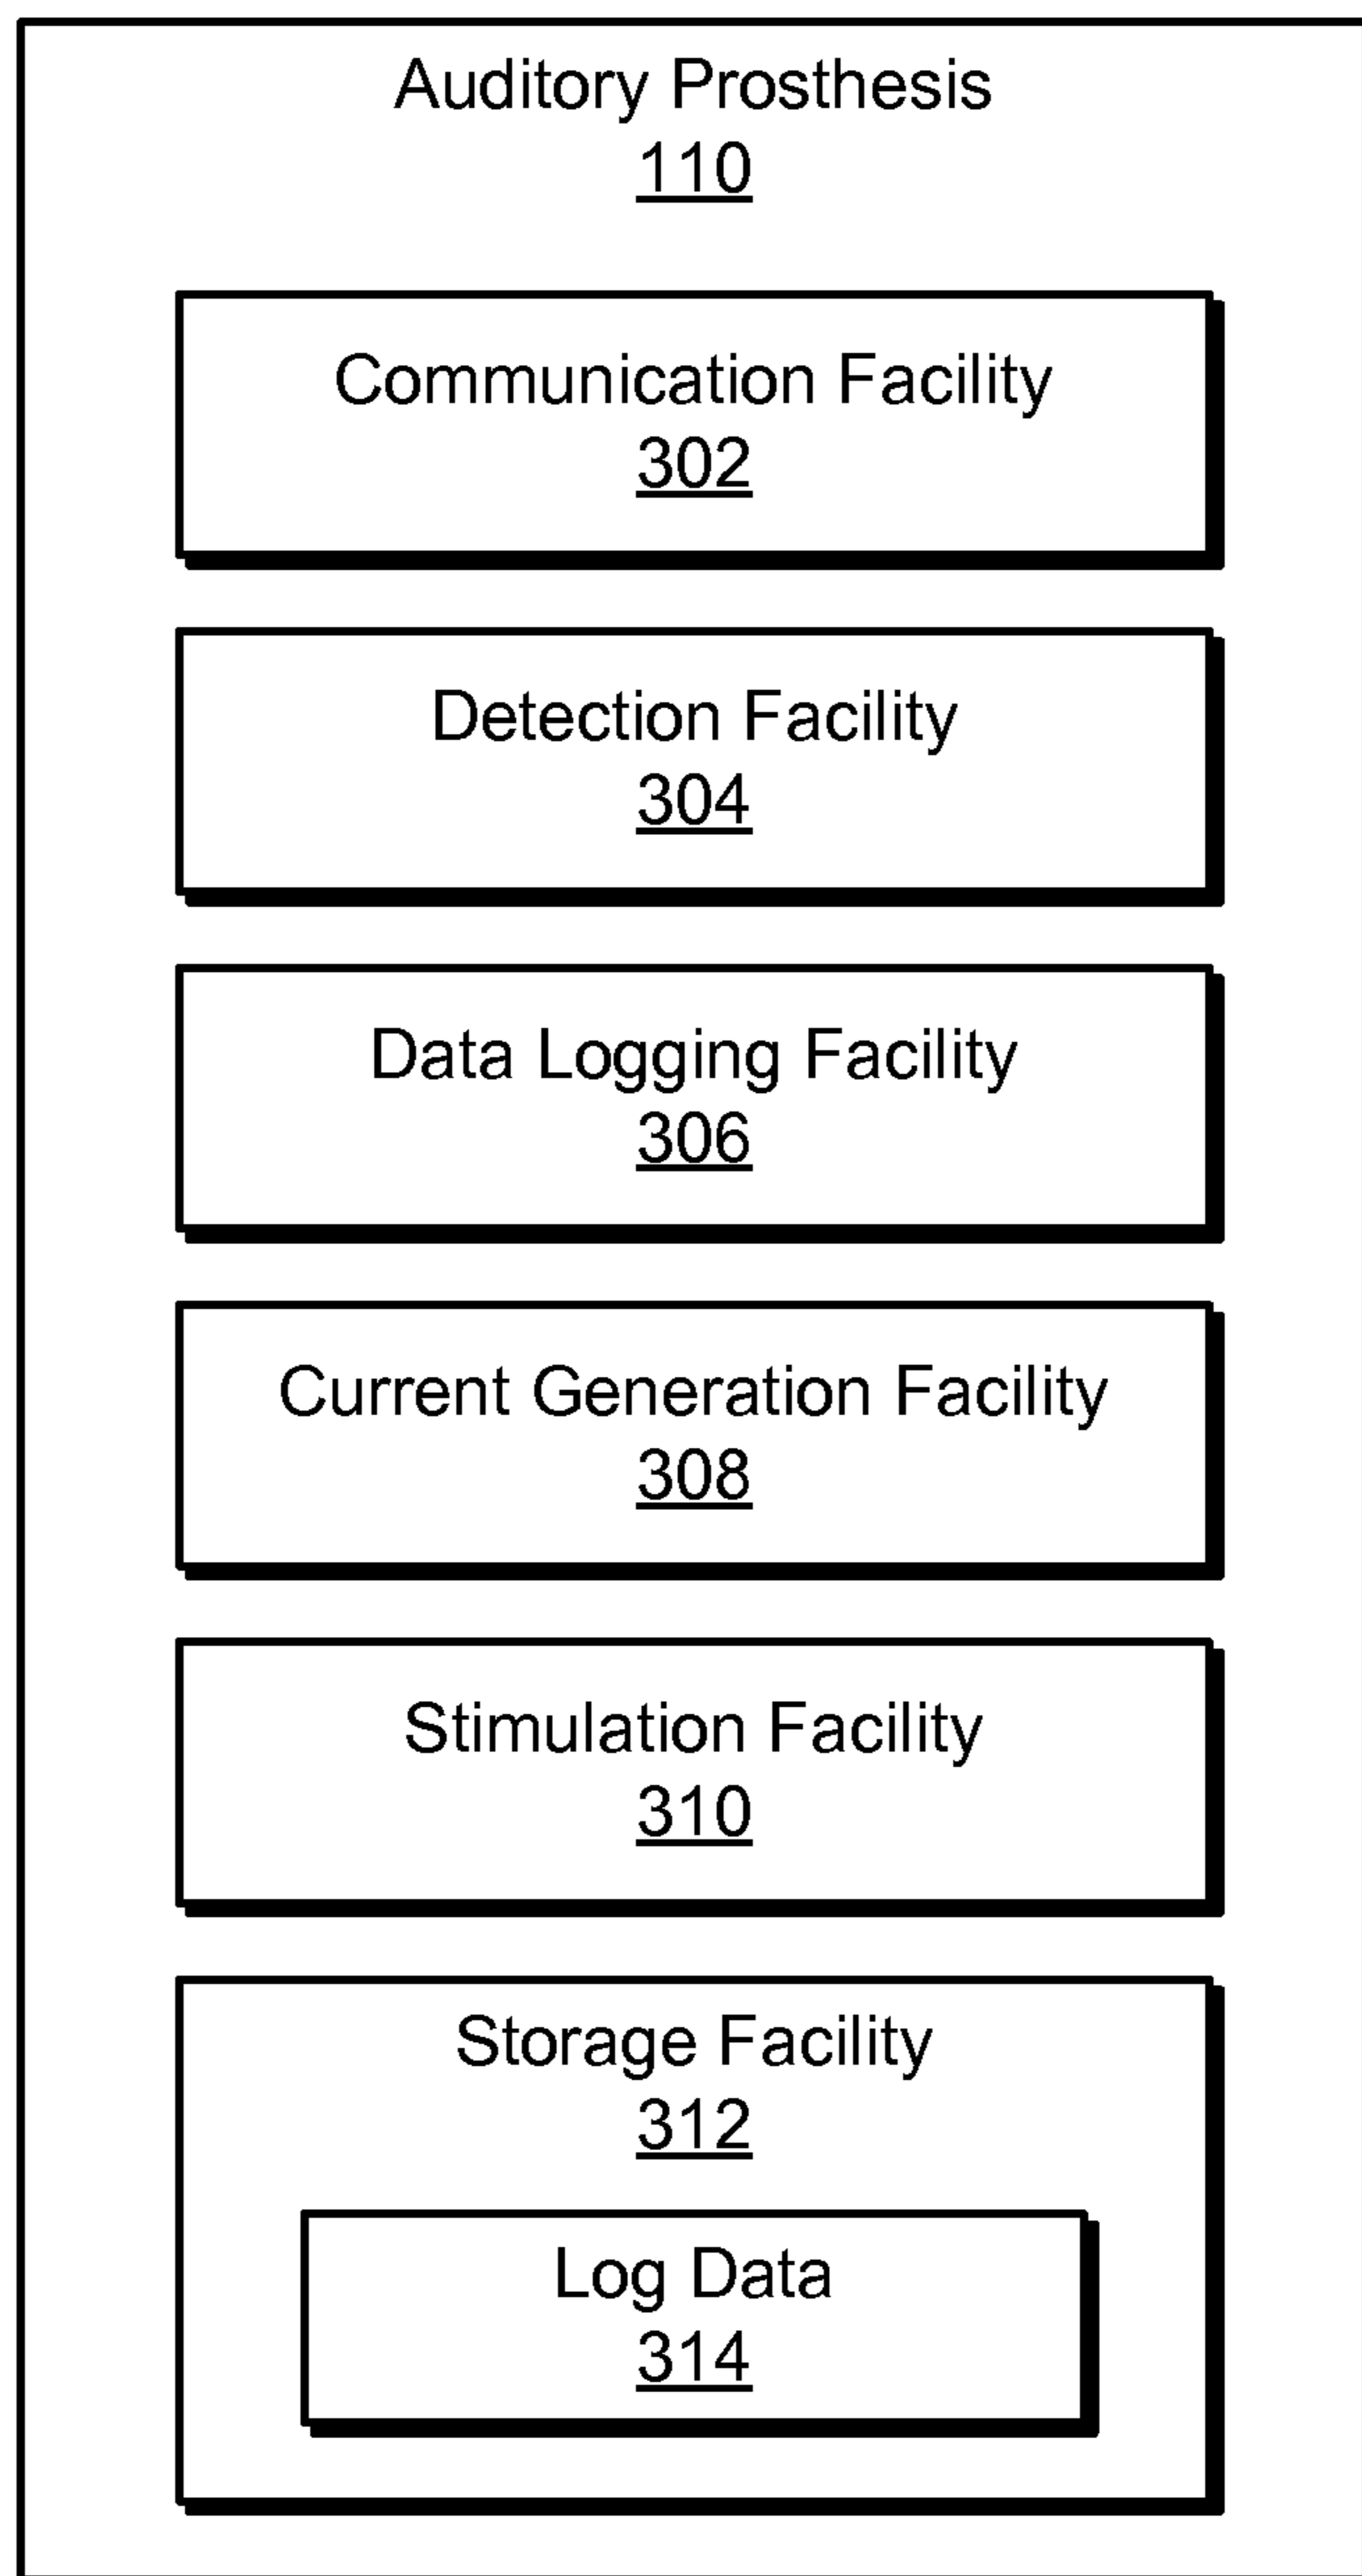 Auditory Prosthesis
110
Communication Facility
302
Detection Facility
304
Data Logging Facility
306
Current Generation Facility
308
Stimulation Facility
310
Storage Facility
312
Log Data
314